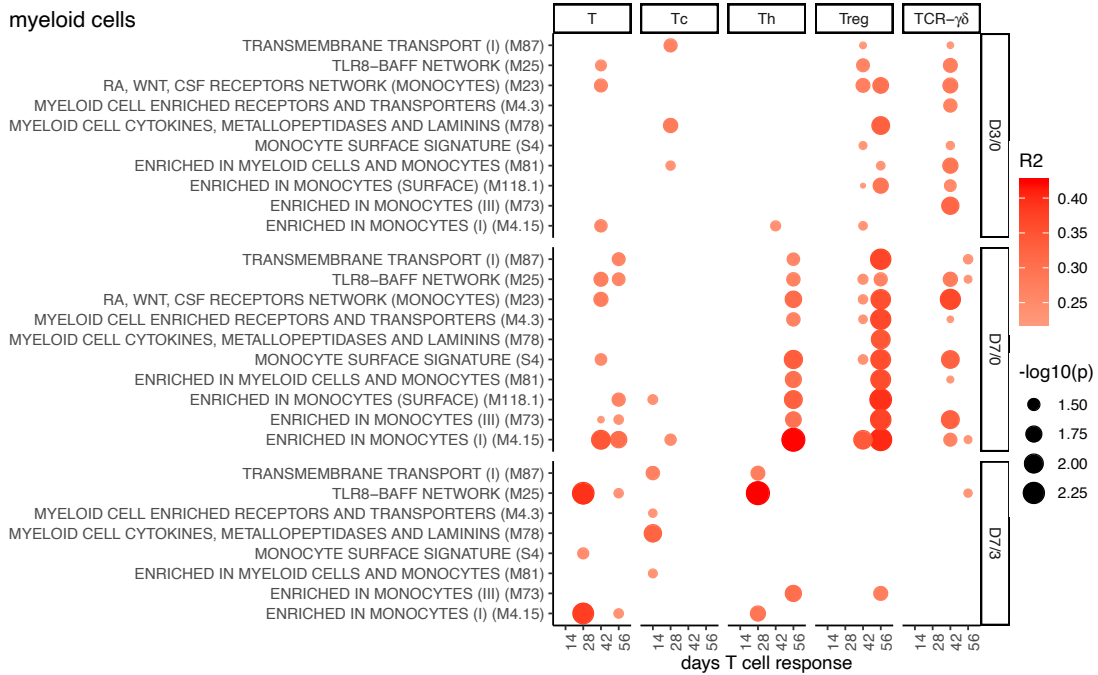 myeloid cells
T Tc Th Treg TCR−γδ
TRANSMEMBRANE TRANSPORT (I) (M87)
TLR8−BAFF NETWORK (M25)
RA, WNT, CSF RECEPTORS NETWORK (MONOCYTES) (M23)
MYELOID CELL ENRICHED RECEPTORS AND TRANSPORTERS (M4.3)
MYELOID CELL CYTOKINES, METALLOPEPTIDASES AND LAMININS (M78)
MONOCYTE SURFACE SIGNATURE (S4)
ENRICHED IN MYELOID CELLS AND MONOCYTES (M81)
ENRICHED IN MONOCYTES (SURFACE) (M118.1)
ENRICHED IN MONOCYTES (III) (M73)
ENRICHED IN MONOCYTES (I) (M4.15)
D3/0
TRANSMEMBRANE TRANSPORT (I) (M87)
TLR8−BAFF NETWORK (M25)
RA, WNT, CSF RECEPTORS NETWORK (MONOCYTES) (M23)
MYELOID CELL ENRICHED RECEPTORS AND TRANSPORTERS (M4.3)
MYELOID CELL CYTOKINES, METALLOPEPTIDASES AND LAMININS (M78)
MONOCYTE SURFACE SIGNATURE (S4)
ENRICHED IN MYELOID CELLS AND MONOCYTES (M81)
ENRICHED IN MONOCYTES (SURFACE) (M118.1)
ENRICHED IN MONOCYTES (III) (M73)
ENRICHED IN MONOCYTES (I) (M4.15)
D7/0
TRANSMEMBRANE TRANSPORT (I) (M87)
TLR8−BAFF NETWORK (M25)
MYELOID CELL ENRICHED RECEPTORS AND TRANSPORTERS (M4.3)
MYELOID CELL CYTOKINES, METALLOPEPTIDASES AND LAMININS (M78)
MONOCYTE SURFACE SIGNATURE (S4)
ENRICHED IN MYELOID CELLS AND MONOCYTES (M81)
ENRICHED IN MONOCYTES (III) (M73)
ENRICHED IN MONOCYTES (I) (M4.15)
D7/3
14 28 42 56 14 28 42 56 14 28 42 56 14 28 42 56 14 28 42 56
days T cell response
R2
0.40
0.35
0.30
0.25
-log10(p)
1.50
1.75
2.00
2.25